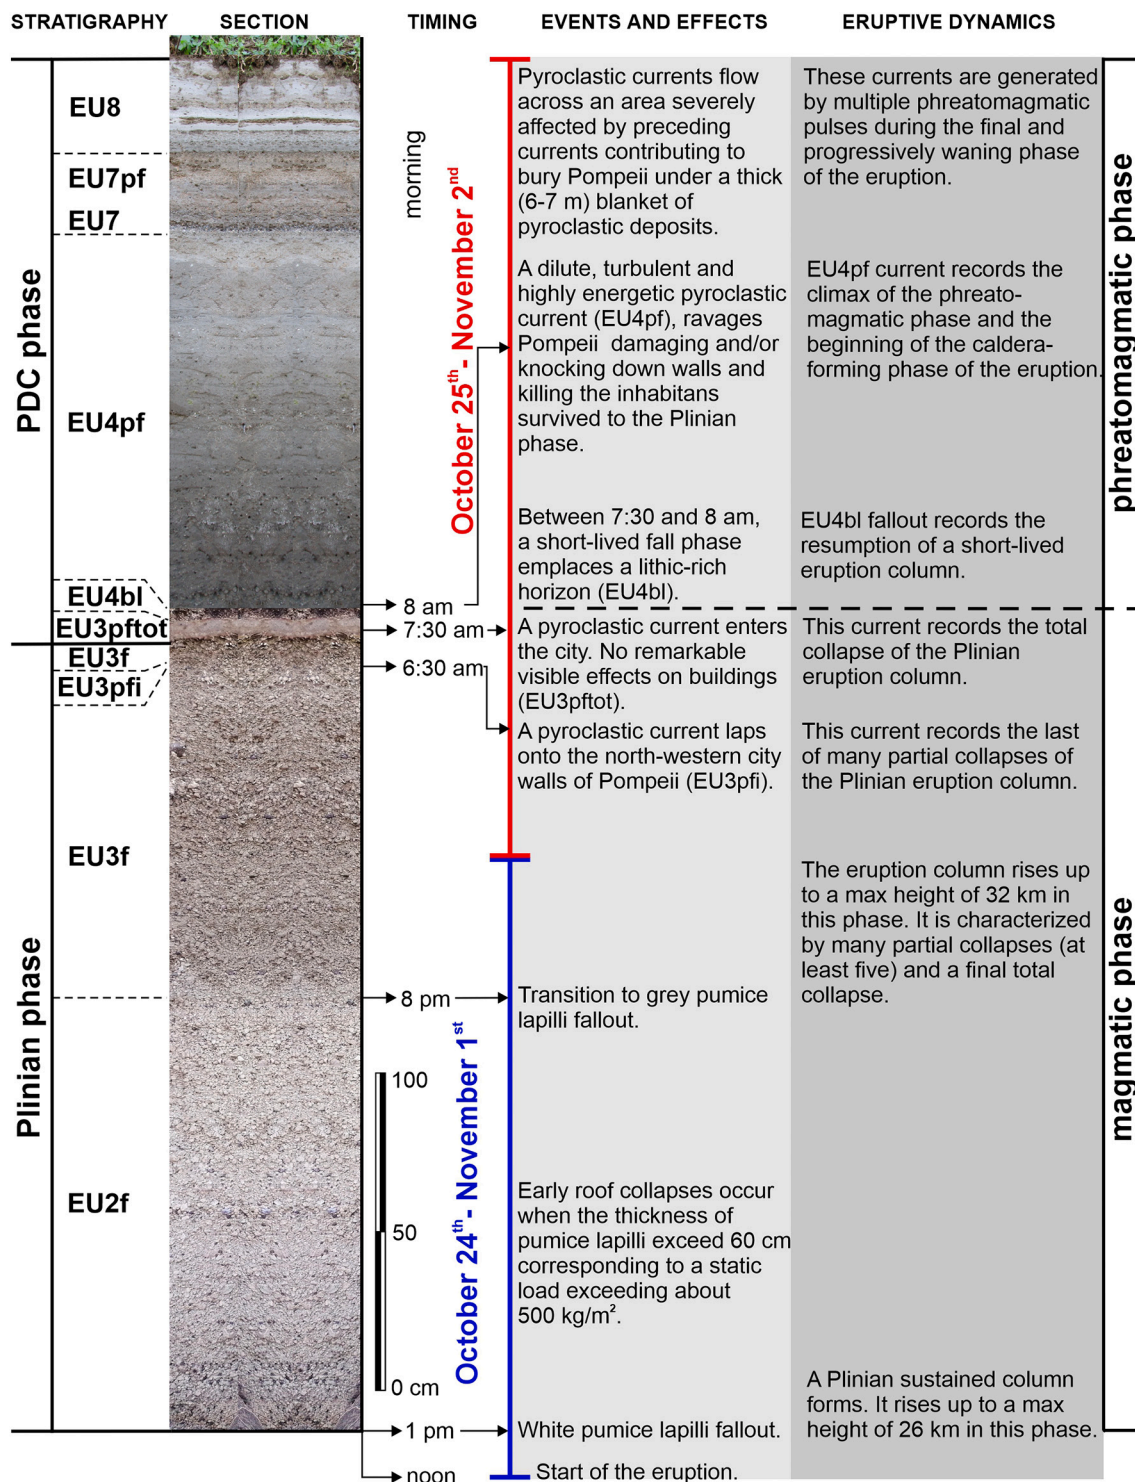 STRATIGRAPHY SECTION TIMING EVENTS AND EFFECTS ERUPTIVE DYNAMICS
PDC phase
Plinian phase
EU8
EU7pf
EU7
EU4pf
EU4bl
EU3pftot
EU3f
EU3pfi
EU3f
EU2f
morning
8 am
7:30 am
6:30 am
8 pm
100
50
0 cm
1 pm
noon
October 25th - November 2nd
October 24th - November 1st
Pyroclastic currents flow
across an area severely
affected by preceding
currents contributing to
bury Pompeii under a thick
(6-7 m) blanket of
pyroclastic deposits.
A dilute, turbulent and
highly energetic pyroclastic
current (EU4pf), ravages
Pompeii damaging and/or
knocking down walls and
killing the inhabitans
survived to the Plinian
phase.
Between 7:30 and 8 am,
a short-lived fall phase
emplaces a lithic-rich
horizon (EU4bl).
A pyroclastic current enters
the city. No remarkable
visible effects on buildings
(EU3pftot).
A pyroclastic current laps
onto the north-western city
walls of Pompeii (EU3pfi).
Transition to grey pumice
lapilli fallout.
Early roof collapses occur
when the thickness of
pumice lapilli exceed 60 cm
corresponding to a static
load exceeding about
500 kg/m².
White pumice lapilli fallout.
Start of the eruption.
These currents are generated
by multiple phreatomagmatic
pulses during the final and
progressively waning phase
of the eruption.
EU4pf current records the
climax of the phreato-
magmatic phase and the
beginning of the caldera-
forming phase of the eruption.
EU4bl fallout records the
resumption of a short-lived
eruption column.
This current records the total
collapse of the Plinian
eruption column.
This current records the last
of many partial collapses of
the Plinian eruption column.
The eruption column rises up
to a max height of 32 km in
this phase. It is characterized
by many partial collapses (at
least five) and a final total
collapse.
A Plinian sustained column
forms. It rises up to a max
height of 26 km in this phase.
phreatomagmatic phase
magmatic phase